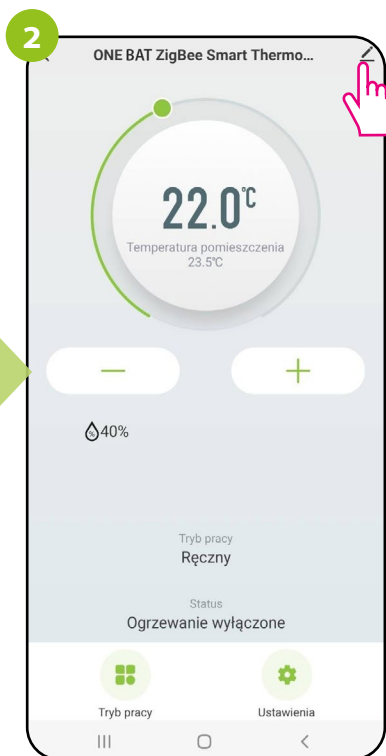 2
ONE BAT ZigBee Smart Thermo...
22.0°C
Temperatura pomieszczenia
23.5°C
40%
Tryb pracy
Ręczny
Status
Ogrzewanie wyłączone
Tryb pracy Ustawienia